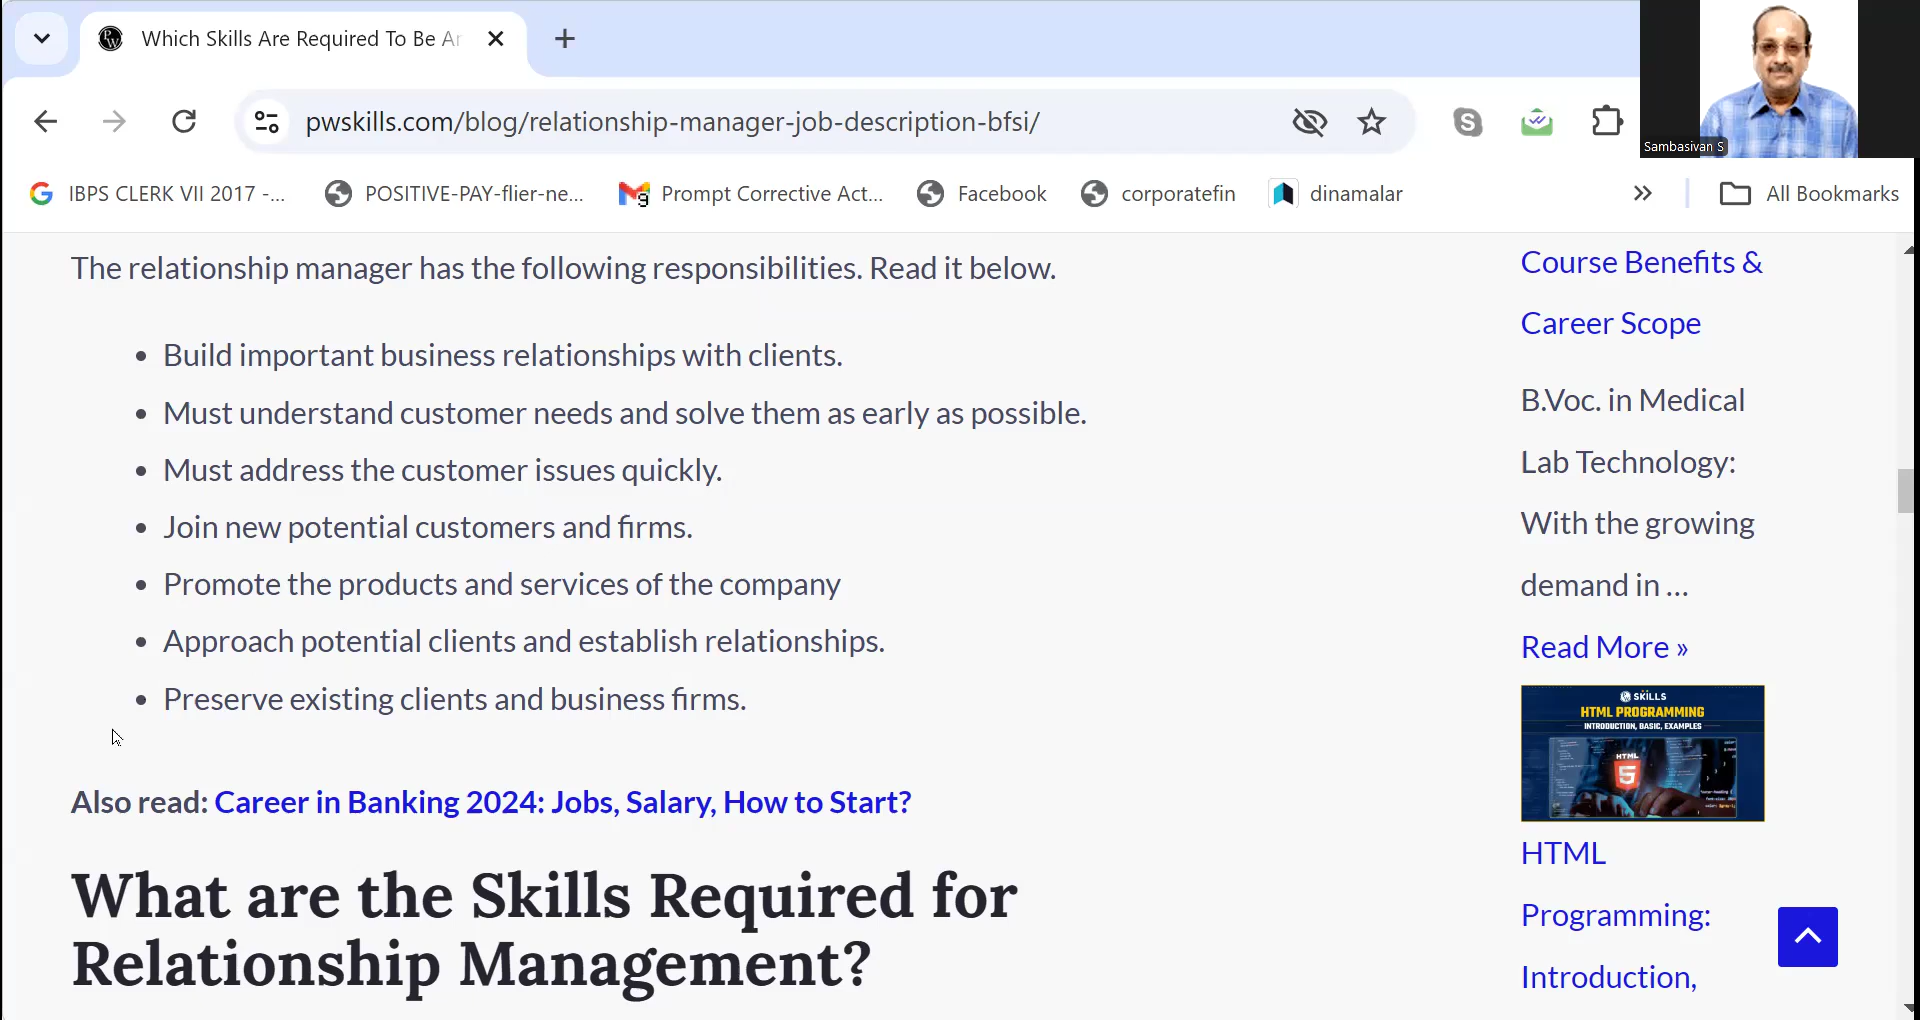 Which Skills Are Required To Be Ar
Sambasivan S
pwskills.com/blog/relationship-manager-job-description-bfsi/
IBPS CLERK VII 2017 -...
POSITIVE-PAY-flier-ne...
Prompt Corrective Act...
Facebook
corporatefin
dinamalar
All Bookmarks
The relationship manager has the following responsibilities. Read it below.
• Build important business relationships with clients.
• Must understand customer needs and solve them as early as possible.
• Must address the customer issues quickly.
• Join new potential customers and firms.
• Promote the products and services of the company
• Approach potential clients and establish relationships.
• Preserve existing clients and business firms.
Also read: Career in Banking 2024: Jobs, Salary, How to Start?
What are the Skills Required for
Relationship Management?
Course Benefits &
Career Scope
B.Voc. in Medical
Lab Technology:
With the growing
demand in ...
Read More »
SKILLS
HTML PROGRAMMING
INTRODUCTION, BASIC, EXAMPLES
HTML
5
HTML
Programming:
Introduction,